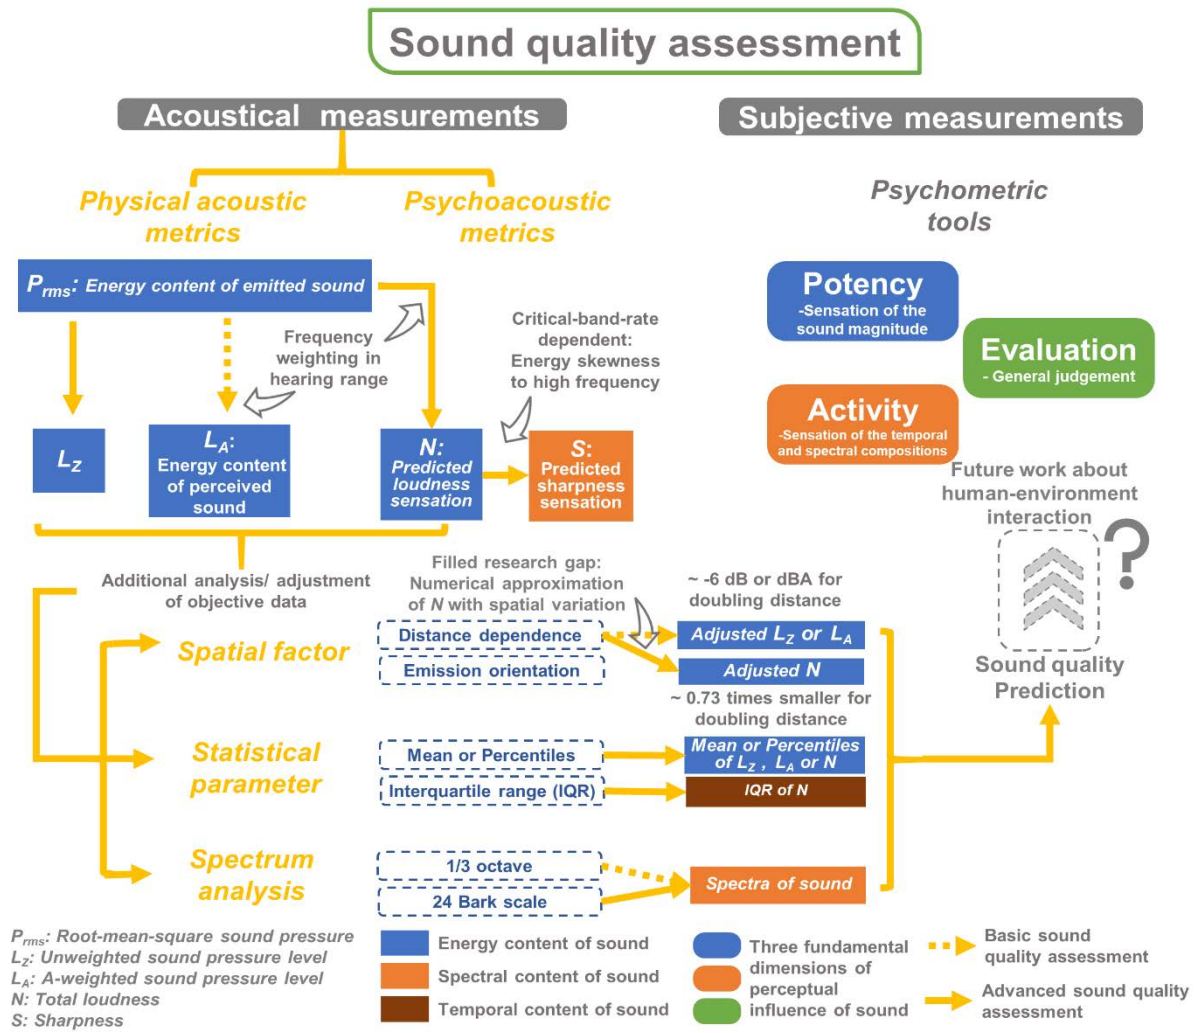 Sound quality assessment
Acoustical measurements
Subjective measurements
Physical acoustic
metrics
Psychoacoustic
metrics
Psychometric
tools
Prms: Energy content of emitted sound
Frequency
weighting in
hearing range
Critical-band-rate
dependent:
Energy skewness
to high frequency
Potency
-Sensation of the
sound magnitude
Evaluation
- General judgement
Activity
-Sensation of the temporal
and spectral compositions
LZ
LA:
Energy content
of perceived
sound
N:
Predicted
loudness
sensation
S:
Predicted
sharpness
sensation
Future work about
human-environment
interaction
?
Sound quality
Prediction
Additional analysis/ adjustment
of objective data
Filled research gap:
Numerical approximation
of N with spatial variation
~ -6 dB or dBA for
doubling distance
Spatial factor
Distance dependence
Emission orientation
Adjusted LZ or LA
Adjusted N
~ 0.73 times smaller for
doubling distance
Statistical
parameter
Mean or Percentiles
Interquartile range (IQR)
Mean or Percentiles
of LZ , LA or N
IQR of N
Spectrum
analysis
1/3 octave
24 Bark scale
Spectra of sound
Prms: Root-mean-square sound pressure
LZ: Unweighted sound pressure level
LA: A-weighted sound pressure level
N: Total loudness
S: Sharpness
Energy content of sound
Spectral content of sound
Temporal content of sound
Three fundamental
dimensions of
perceptual
influence of sound
Basic sound
quality assessment
Advanced sound quality
assessment